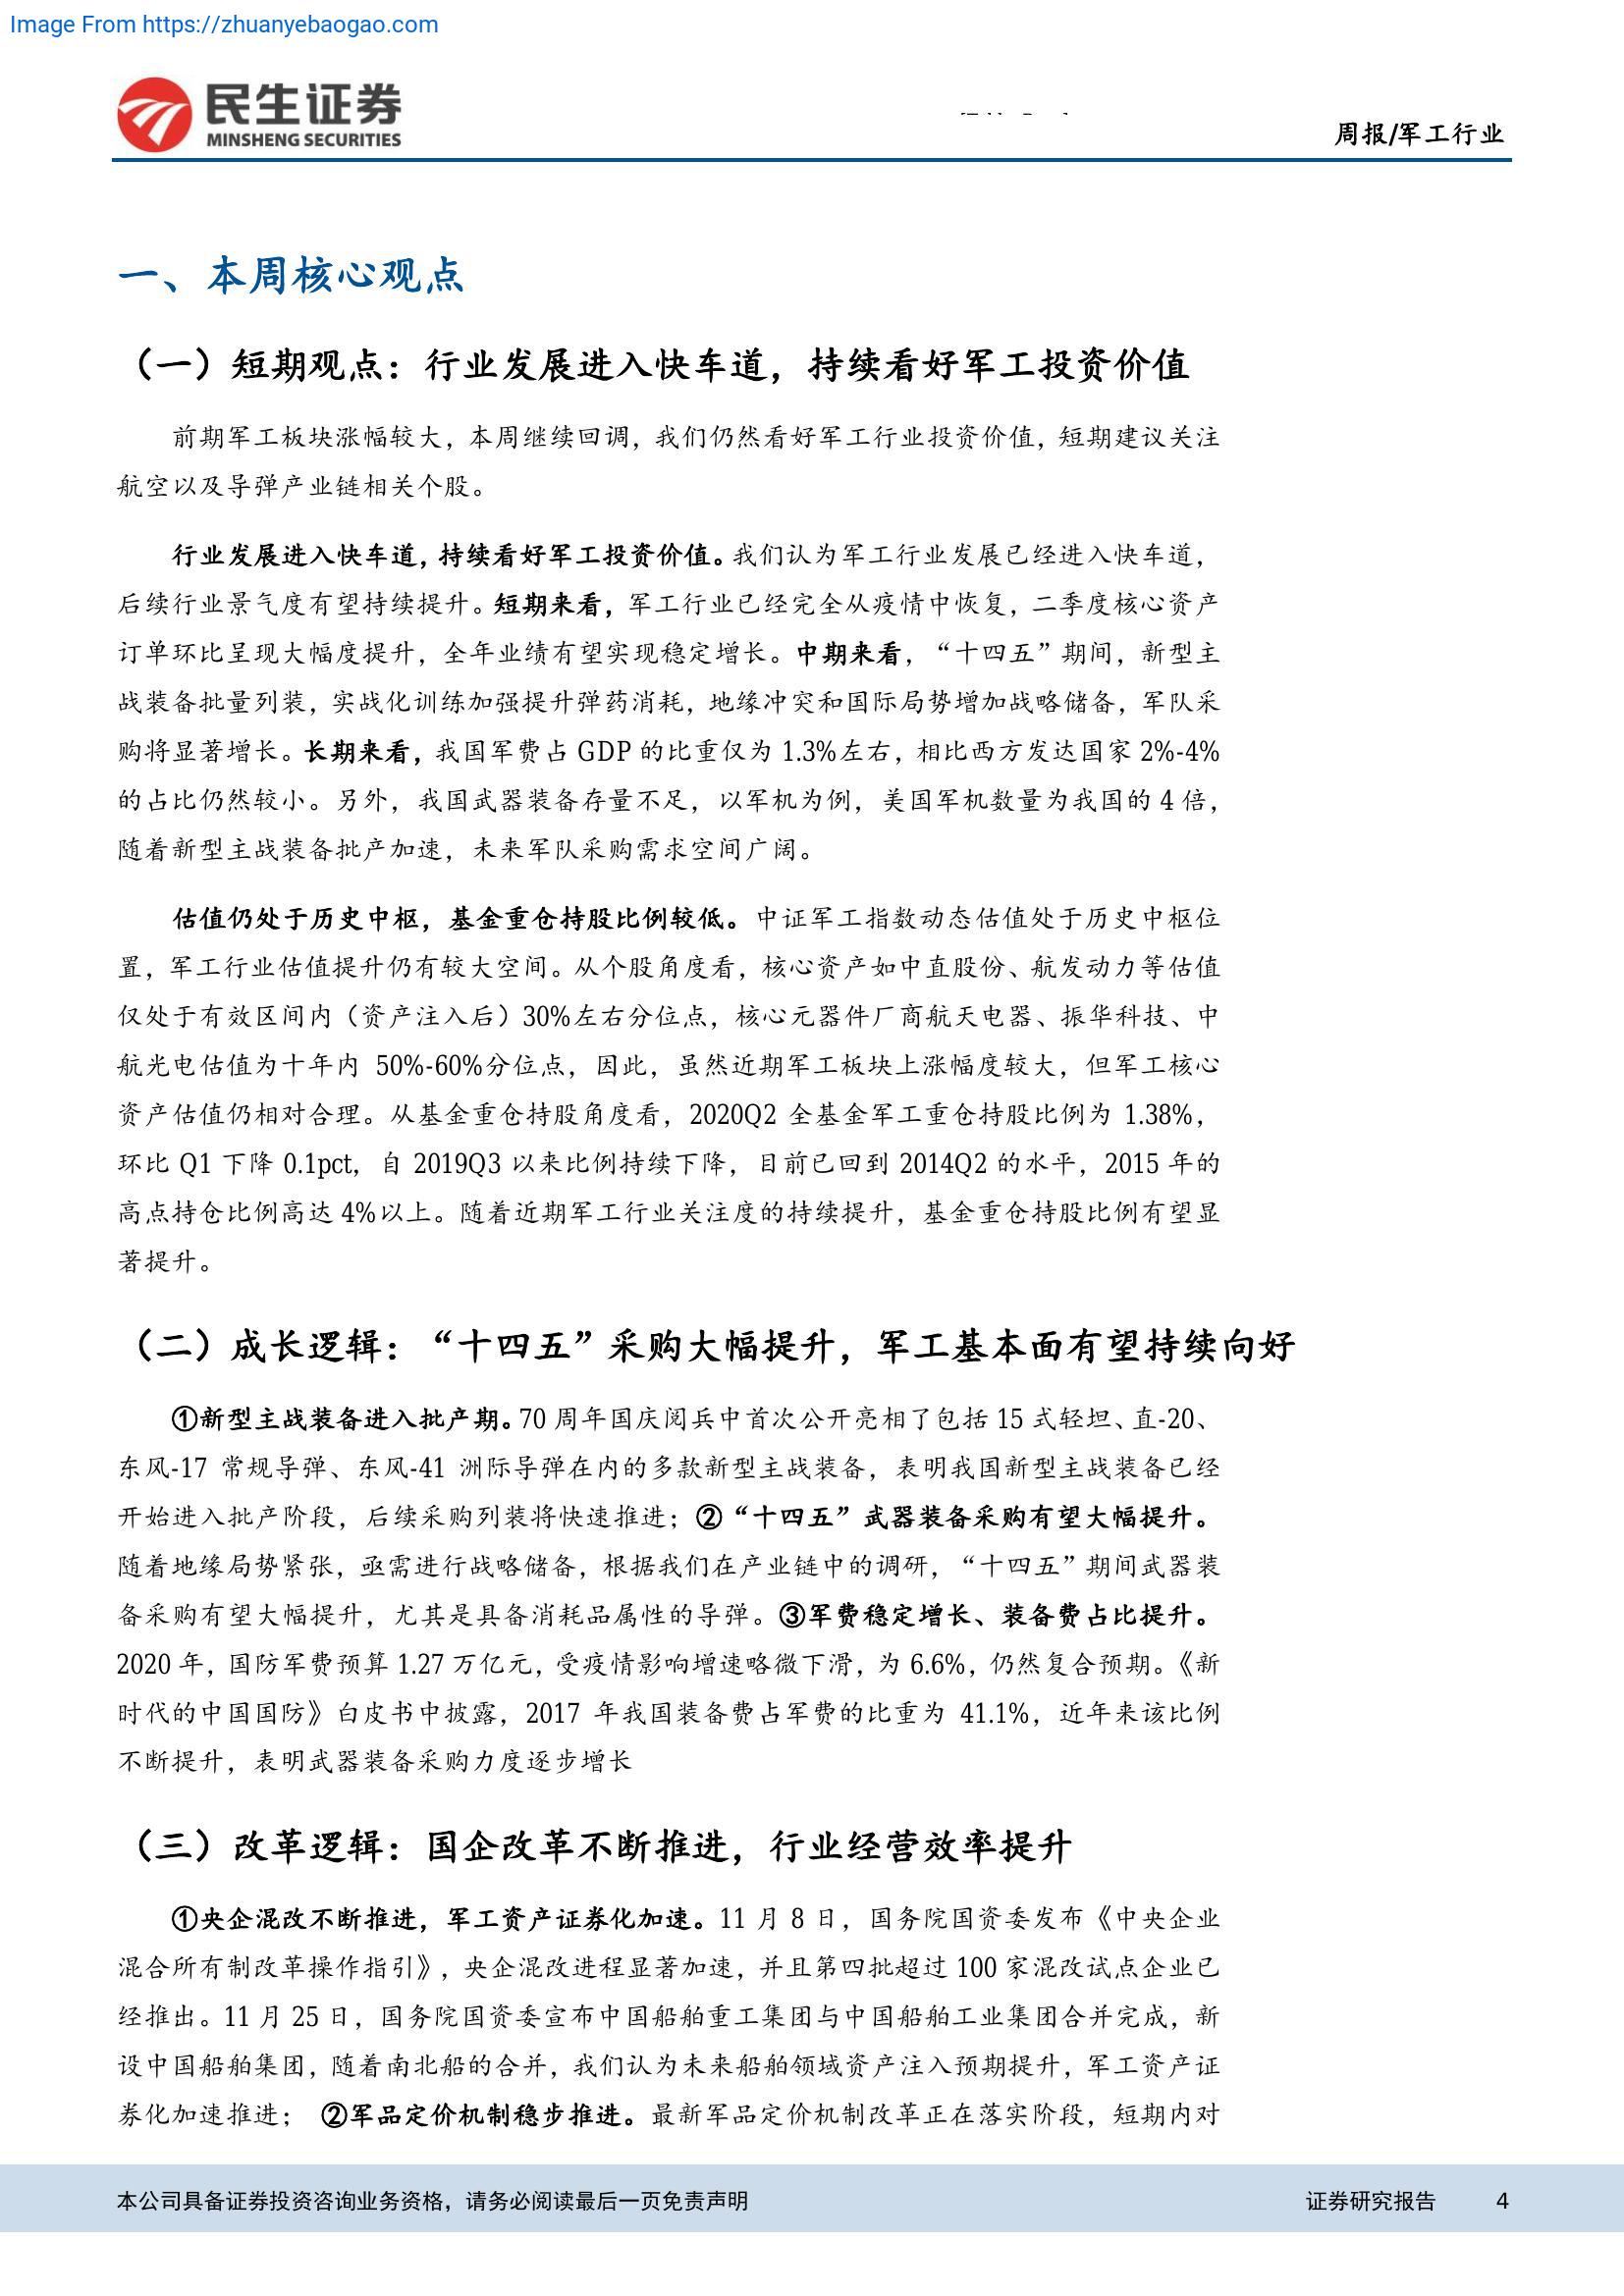 Image From https://zhuanyebaogao.com
民生证券
MINSHENG SECURITIES
周报/军工行业
一、本周核心观点
（一）短期观点：行业发展进入快车道，持续看好军工投资价值
前期军工板块涨幅较大，本周继续回调，我们仍然看好军工行业投资价值，短期建议关注
航空以及导弹产业链相关个股。
行业发展进入快车道，持续看好军工投资价值。我们认为军工行业发展已经进入快车道，
后续行业景气度有望持续提升。短期来看，军工行业已经完全从疫情中恢复，二季度核心资产
订单环比呈现大幅度提升，全年业绩有望实现稳定增长。中期来看，“十四五”期间，新型主
战装备批量列装，实战化训练加强提升弹药消耗，地缘冲突和国际局势增加战略储备，军队采
购将显著增长。长期来看，我国军费占 GDP 的比重仅为 1.3%左右，相比西方发达国家 2%-4%
的占比仍然较小。另外，我国武器装备存量不足，以军机为例，美国军机数量为我国的 4 倍，
随着新型主战装备批产加速，未来军队采购需求空间广阔。
估值仍处于历史中枢，基金重仓持股比例较低。中证军工指数动态估值处于历史中枢位
置，军工行业估值提升仍有较大空间。从个股角度看，核心资产如中直股份、航发动力等估值
仅处于有效区间内（资产注入后）30%左右分位点，核心元器件厂商航天电器、振华科技、中
航光电估值为十年内 50%-60%分位点，因此，虽然近期军工板块上涨幅度较大，但军工核心
资产估值仍相对合理。从基金重仓持股角度看，2020Q2 全基金军工重仓持股比例为 1.38%，
环比 Q1 下降 0.1pct，自 2019Q3 以来比例持续下降，目前已回到 2014Q2 的水平，2015 年的
高点持仓比例高达 4%以上。随着近期军工行业关注度的持续提升，基金重仓持股比例有望显
著提升。
（二）成长逻辑：“十四五”采购大幅提升，军工基本面有望持续向好
①新型主战装备进入批产期。70 周年国庆阅兵中首次公开亮相了包括 15 式轻坦、直-20、
东风-17 常规导弹、东风-41 洲际导弹在内的多款新型主战装备，表明我国新型主战装备已经
开始进入批产阶段，后续采购列装将快速推进；②“十四五”武器装备采购有望大幅提升。
随着地缘局势紧张，亟需进行战略储备，根据我们在产业链中的调研，“十四五”期间武器装
备采购有望大幅提升，尤其是具备消耗品属性的导弹。③军费稳定增长、装备费占比提升。
2020 年，国防军费预算 1.27 万亿元，受疫情影响增速略微下滑，为 6.6%，仍然复合预期。《新
时代的中国国防》白皮书中披露，2017 年我国装备费占军费的比重为 41.1%，近年来该比例
不断提升，表明武器装备采购力度逐步增长
（三）改革逻辑：国企改革不断推进，行业经营效率提升
①央企混改不断推进，军工资产证券化加速。11 月 8 日，国务院国资委发布《中央企业
混合所有制改革操作指引》，央企混改进程显著加速，并且第四批超过 100 家混改试点企业已
经推出。11 月 25 日，国务院国资委宣布中国船舶重工集团与中国船舶工业集团合并完成，新
设中国船舶集团，随着南北船的合并，我们认为未来船舶领域资产注入预期提升，军工资产证
券化加速推进； ②军品定价机制稳步推进。最新军品定价机制改革正在落实阶段，短期内对
本公司具备证券投资咨询业务资格，请务必阅读最后一页免责声明
证券研究报告 4